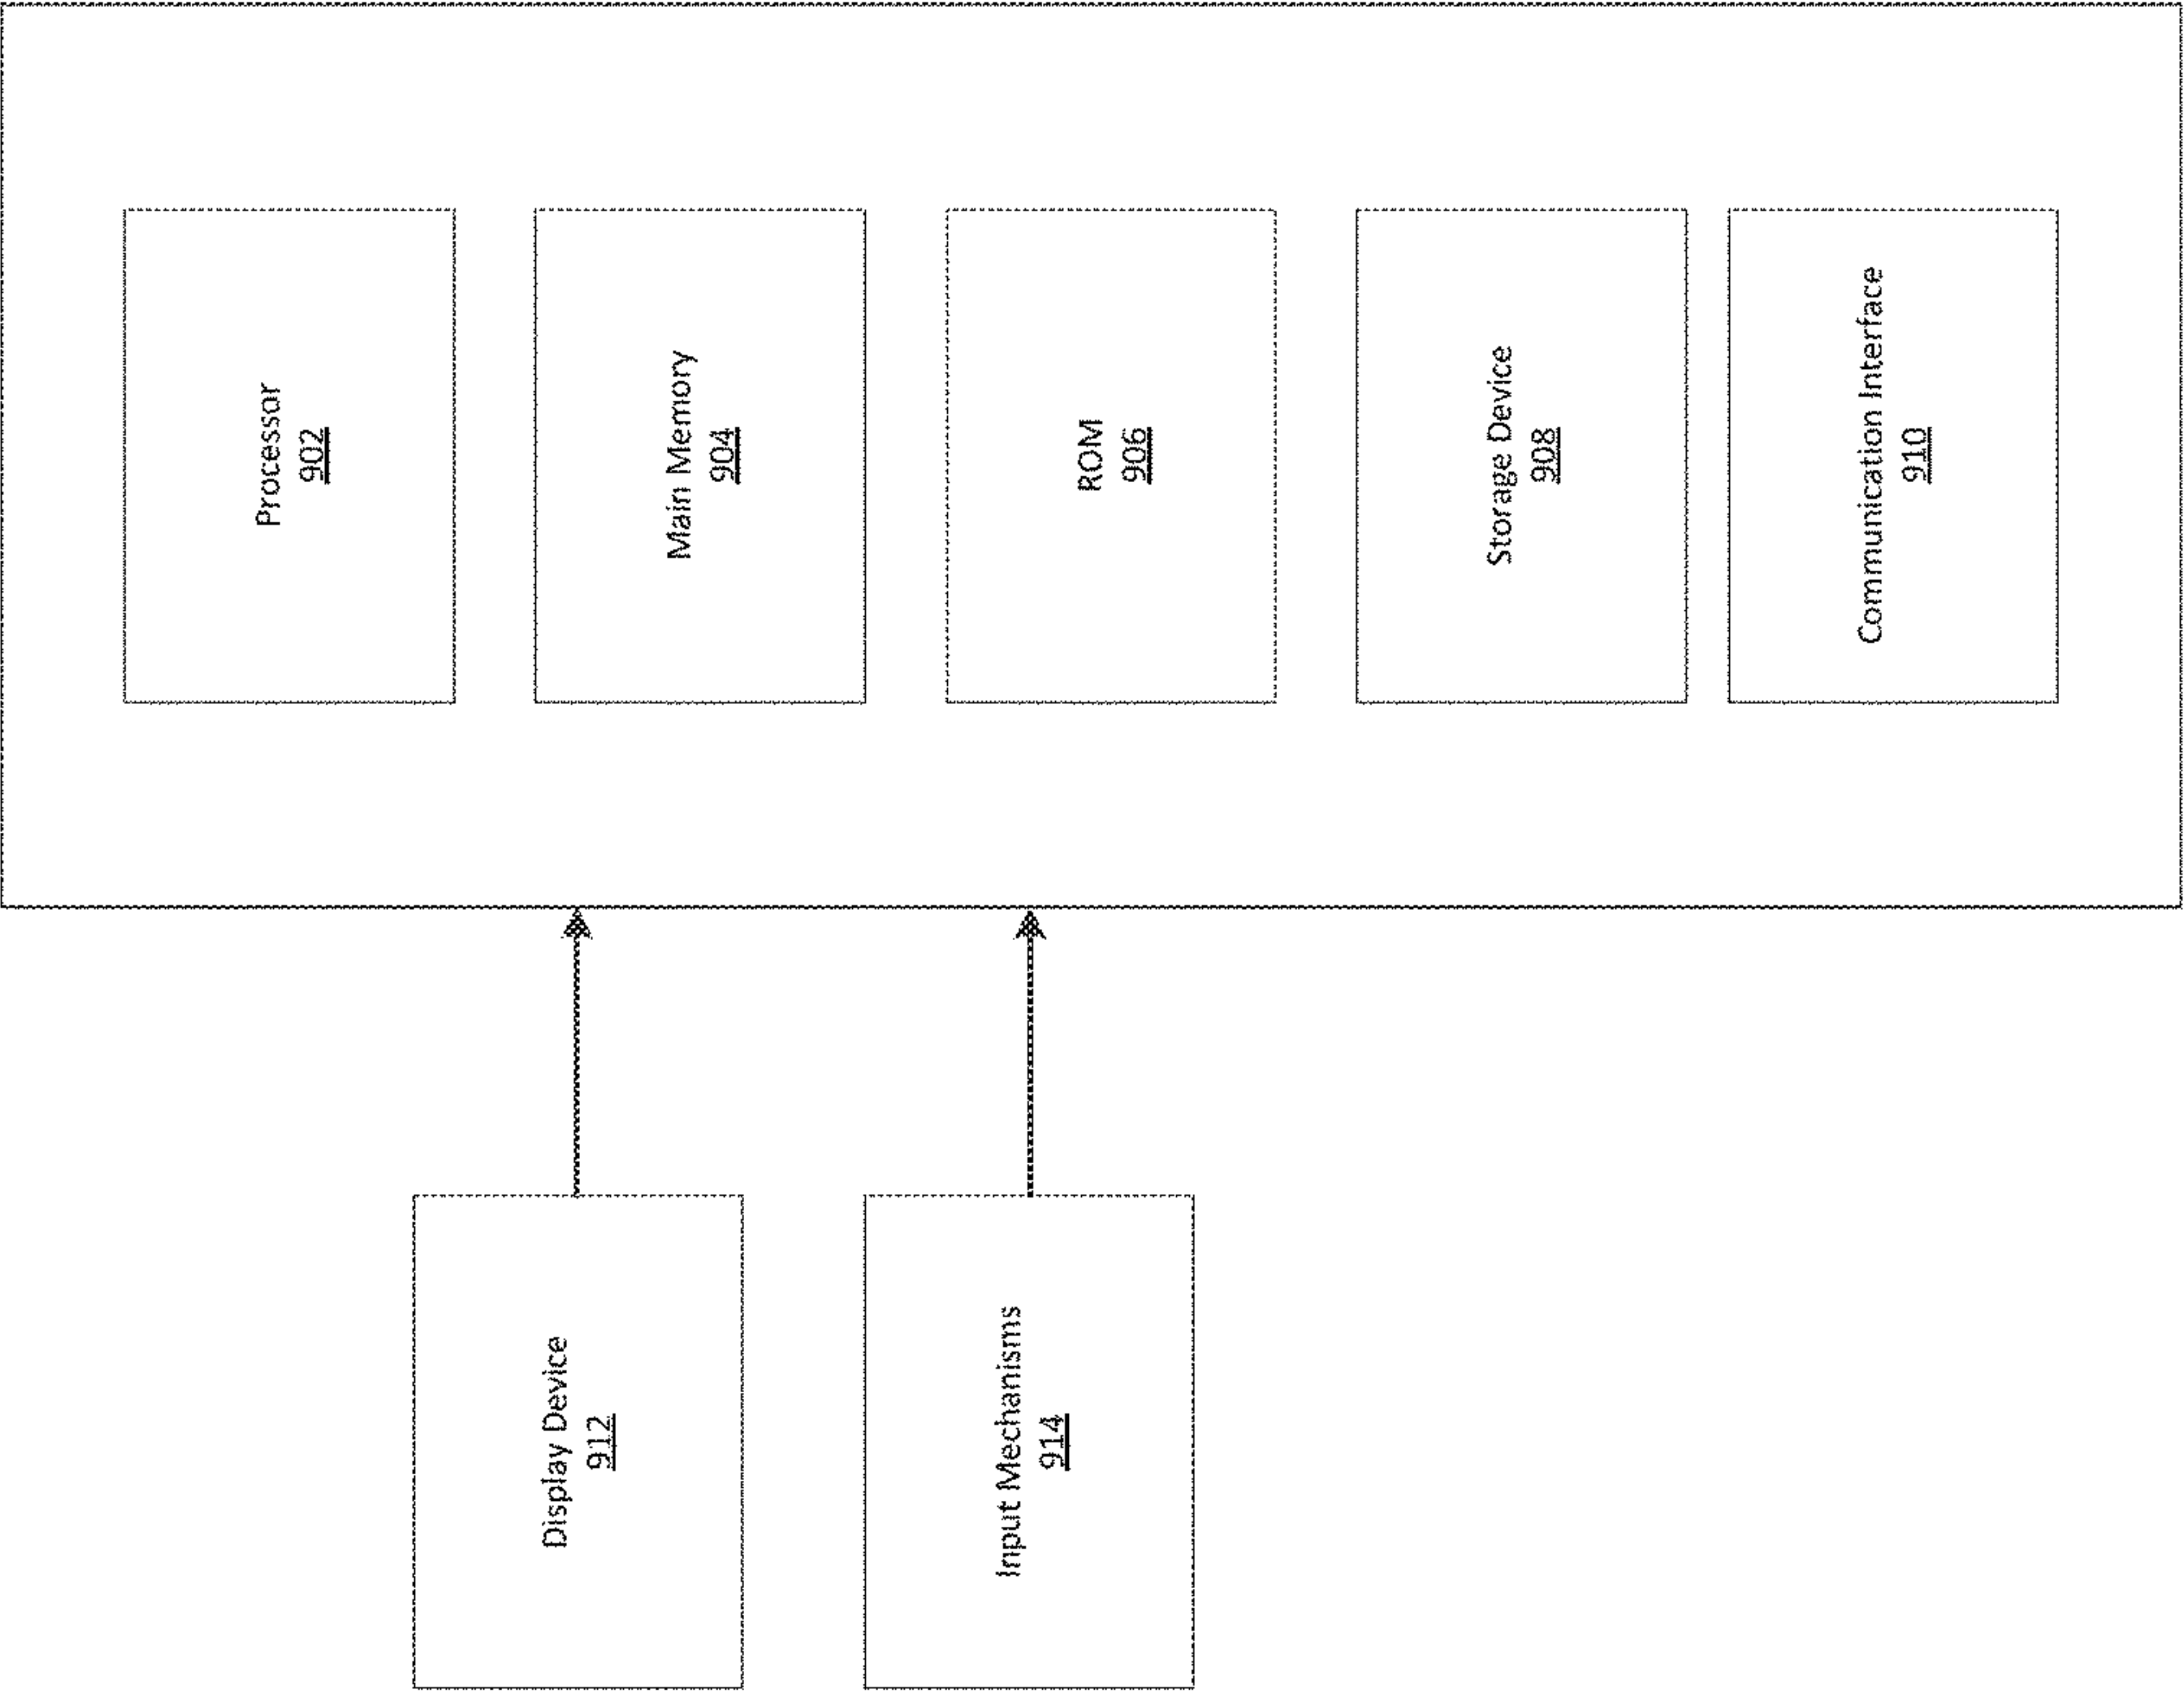 Processor
902
Main Memory
904
ROM
906
Storage Device
908
Communication Interface
910
Display Device
912
Input Mechanisms
914